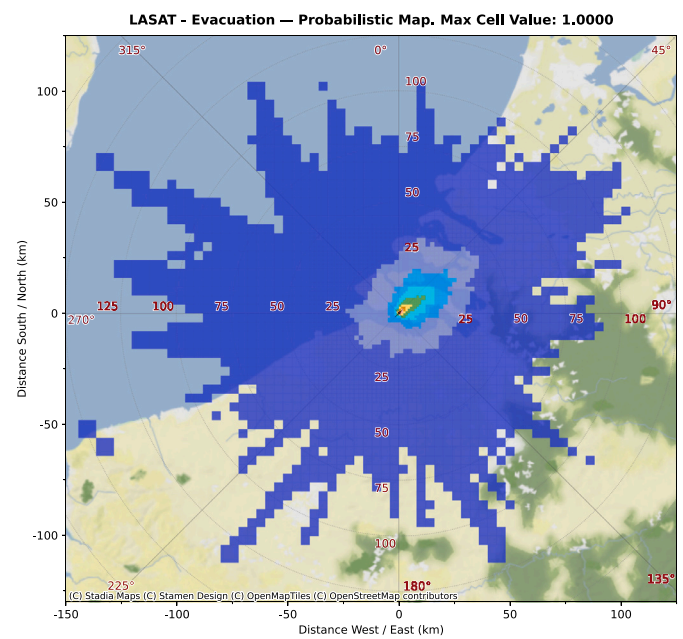 LASAT - Evacuation — Probabilistic Map. Max Cell Value: 1.0000
315° 0° 45°
100
100
75
50
50
25
125 100 75 50 25 25 50 75 100 90°
270°
0
25
-50
50
75
-100
100
225° 180° 135°
(C) Stadia Maps (C) Stamen Design (C) OpenMapTiles (C) OpenStreetMap contributors
-150 -100 -50 0 50 100
Distance West / East (km)
Distance South / North (km)